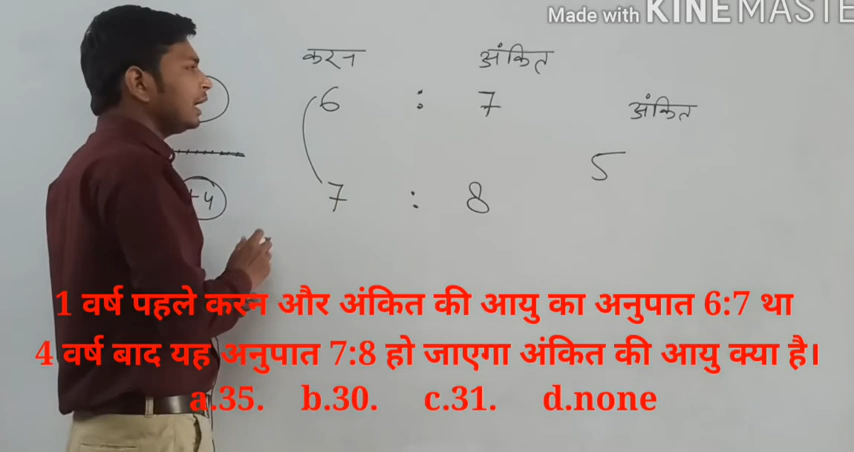 Made with KINEMASTE
करन अंकित
6 : 7
अंकित
5
+4
7 : 8
1 वर्ष पहले करन और अंकित की आयु का अनुपात 6:7 था
4 वर्ष बाद यह अनुपात 7:8 हो जाएगा अंकित की आयु क्या है।
a.35. b.30. c.31. d.none